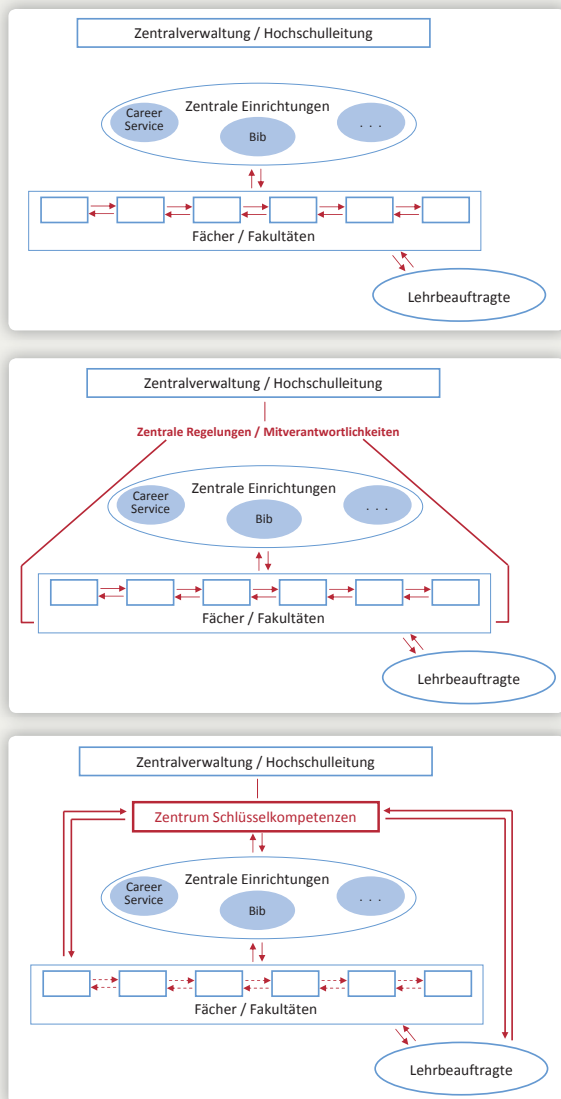 Zentralverwaltung / Hochschulleitung
Zentrale Einrichtungen
Career
Service
Bib
. . .
Fächer / Fakultäten
Lehrbeauftragte
Zentralverwaltung / Hochschulleitung
Zentrale Regelungen / Mitverantwortlichkeiten
Zentrale Einrichtungen
Career
Service
Bib
. . .
Fächer / Fakultäten
Lehrbeauftragte
Zentralverwaltung / Hochschulleitung
Zentrum Schlüsselkompetenzen
Zentrale Einrichtungen
Career
Service
Bib
. . .
Fächer / Fakultäten
Lehrbeauftragte